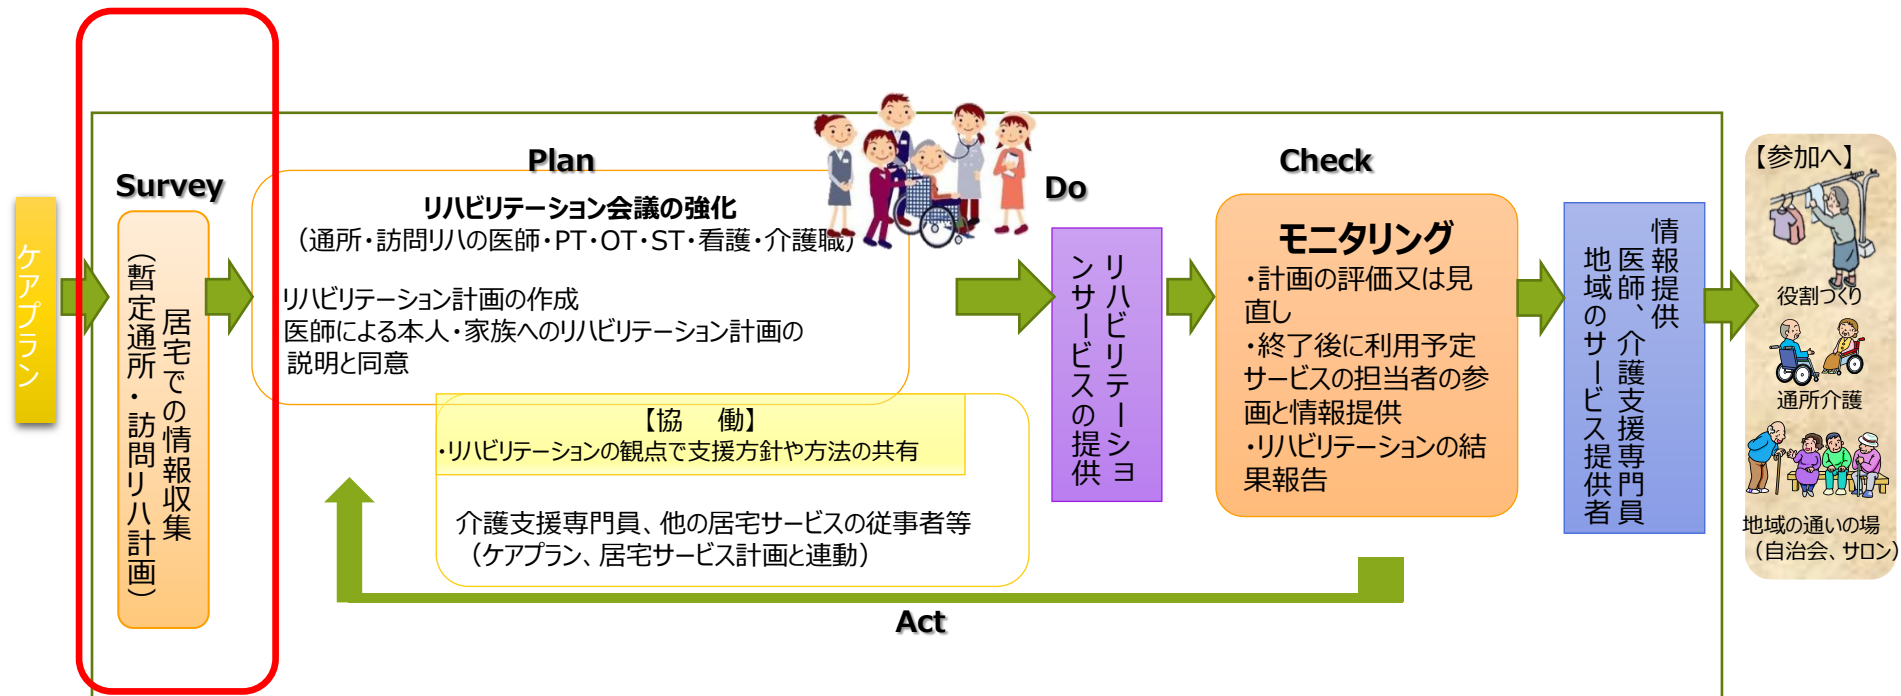 ケアプラン
Survey
居宅での情報収集
（暫定通所・訪問リハ計画）
Plan
リハビリテーション会議の強化
（通所・訪問リハの医師・PT・OT・ST・看護・介護職）
リハビリテーション計画の作成
医師による本人・家族へのリハビリテーション計画の
説明と同意
【協　働】
・リハビリテーションの観点で支援方針や方法の共有
介護支援専門員、他の居宅サービスの従事者等
（ケアプラン、居宅サービス計画と連動）
Do
リハビリテーショ
ンサービスの提供
Check
モニタリング
・計画の評価又は見
直し
・終了後に利用予定
サービスの担当者の参
画と情報提供
・リハビリテーションの結
果報告
Act
情報提供
医師、介護支援専門員
地域のサービス提供者
【参加へ】
役割つくり
通所介護
地域の通いの場
（自治会、サロン）